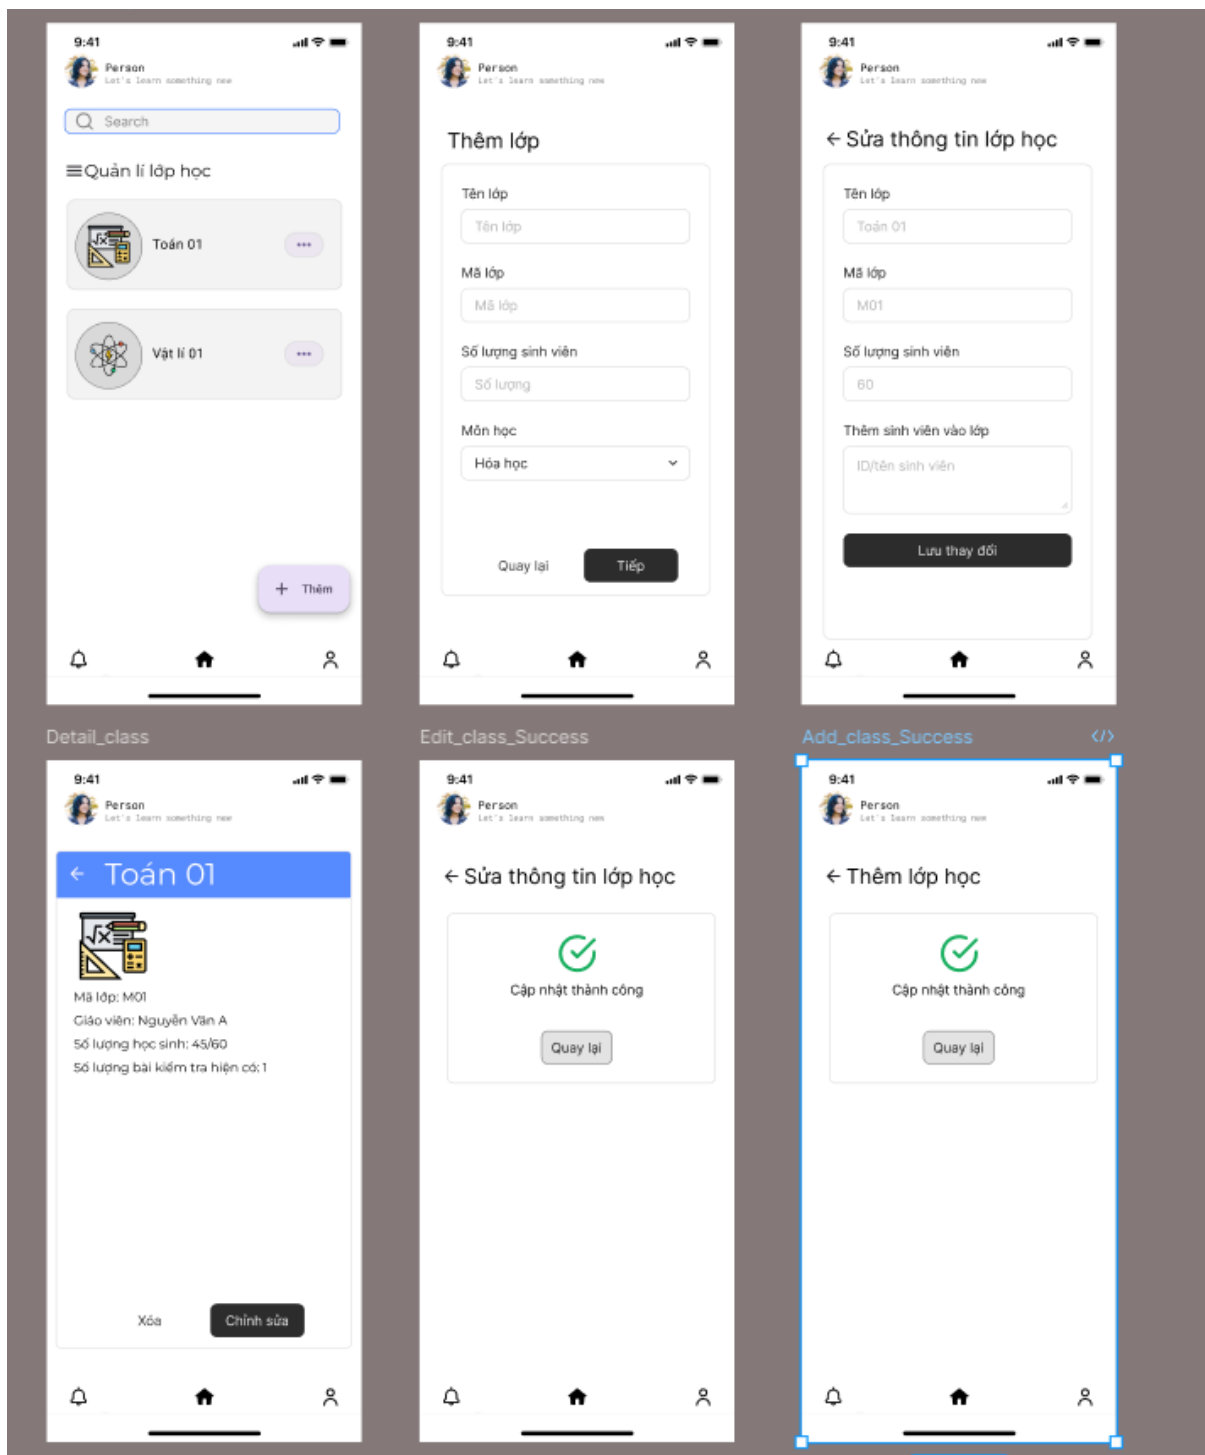 9:41
Person
Let's learn something new
Search
Quản lí lớp học
Toán 01
Vật lí 01
+ Thêm
9:41
Person
Let's learn something new
Thêm lớp
Tên lớp
Tên lớp
Mã lớp
Mã lớp
Số lượng sinh viên
Số lượng
Môn học
Hóa học
Quay lại
Tiếp
9:41
Person
Let's learn something new
Sửa thông tin lớp học
Tên lớp
Toán 01
Mã lớp
M01
Số lượng sinh viên
60
Thêm sinh viên vào lớp
ID/tên sinh viên
Lưu thay đổi
Detail_class
9:41
Person
Let's learn something new
Toán 01
Mã lớp: M01
Giáo viên: Nguyễn Văn A
Số lượng học sinh: 45/60
Số lượng bài kiểm tra hiện có: 1
Xóa
Chỉnh sửa
Edit_class_Success
9:41
Person
Let's learn something new
Sửa thông tin lớp học
Cập nhật thành công
Quay lại
Add_class_Success
9:41
Person
Let's learn something new
Thêm lớp học
Cập nhật thành công
Quay lại